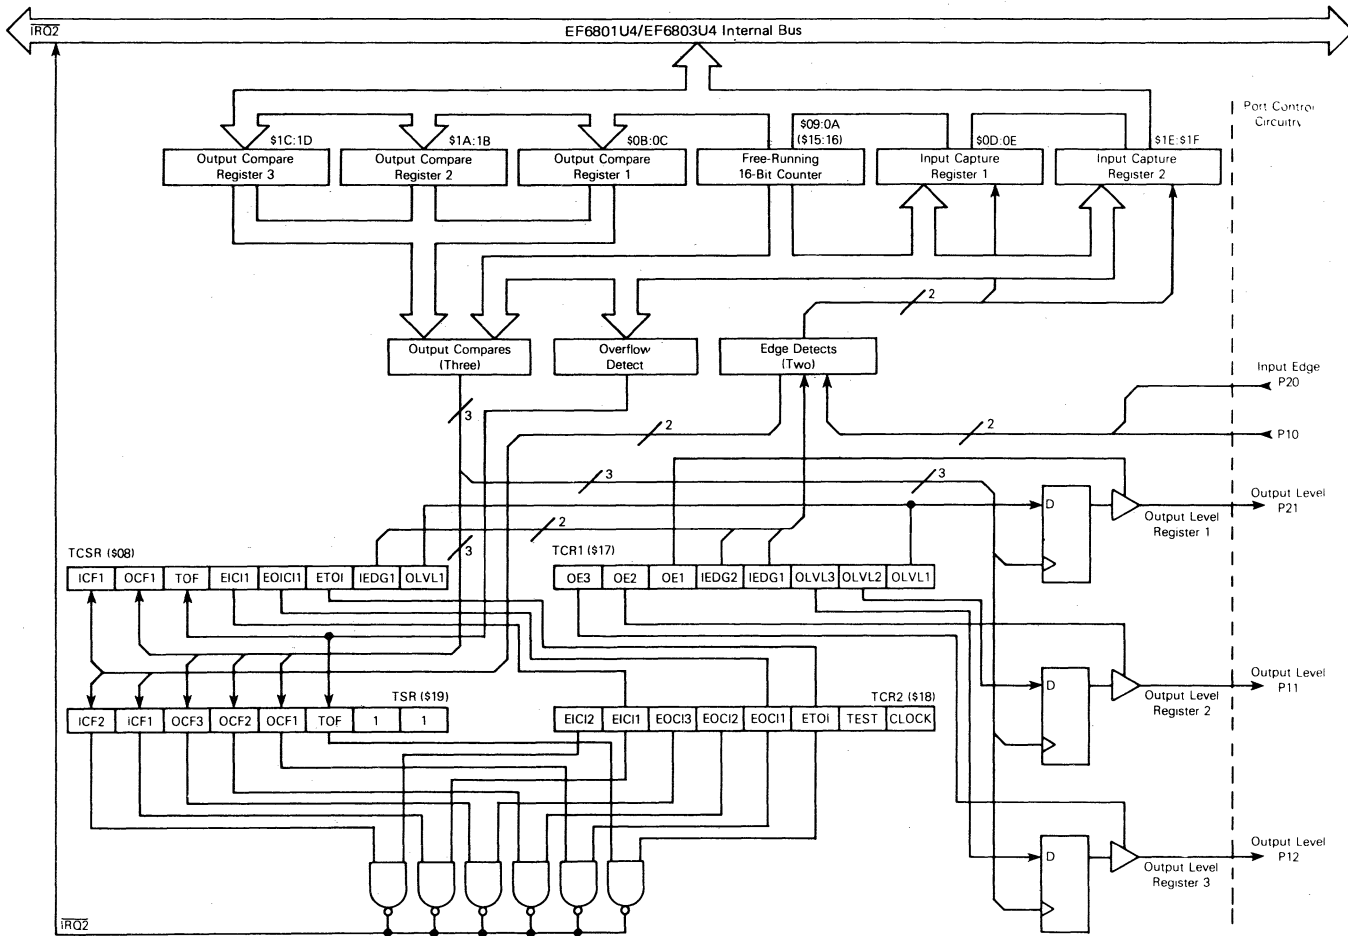 IRQ2
EF6801U4/EF6803U4 Internal Bus
Port Control
Circuitry
$1C:1D
$1A:1B
$0B:0C
$09:0A
($15:16)
$0D:0E
$1E:$1F
Output Compare
Register 3
Output Compare
Register 2
Output Compare
Register 1
Free-Running
16-Bit Counter
Input Capture
Register 1
Input Capture
Register 2
2
Output Compares
(Three)
Overflow
Detect
Edge Detects
(Two)
Input Edge
P20
3
2
2
P10
3
3
Output Level
P21
D
Output Level
Register 1
2
3
TCSR ($08)
ICF1 OCF1 TOF EICI1 EOICI1 ETOI IEDG1 OLVL1
TCR1 ($17)
OE3 OE2 OE1 IEDG2 IEDG1 OLVL3 OLVL2 OLVL1
Output Level
P11
D
Output Level
Register 2
TSR ($19)
ICF2 ICF1 OCF3 OCF2 OCF1 TOF 1 1
TCR2 ($18)
EICI2 EICI1 EOCI3 EOCI2 EOCI1 ETOI TEST CLOCK
Output Level
P12
D
Output Level
Register 3
IRQ2